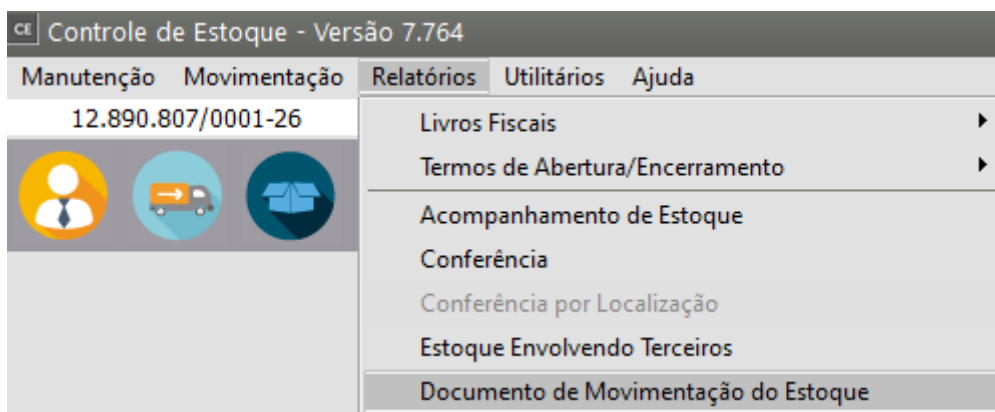 CE Controle de Estoque - Versão 7.764
Manutenção Movimentação Relatórios Utilitários Ajuda
12.890.807/0001-26
Livros Fiscais
Termos de Abertura/Encerramento
Acompanhamento de Estoque
Conferência
Conferência por Localização
Estoque Envolvendo Terceiros
Documento de Movimentação do Estoque